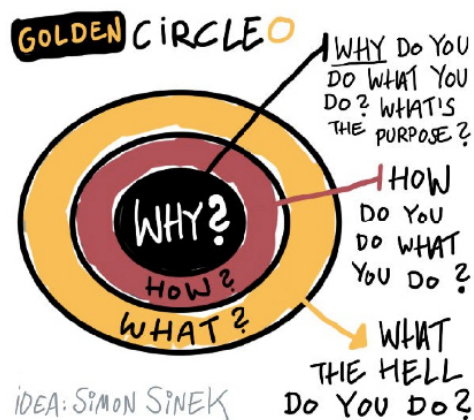 GOLDEN CIRCLE
WHY DO YOU
DO WHAT YOU
DO? WHAT'S
THE PURPOSE?
WHY?
HOW?
WHAT?
HOW
DO YOU
DO WHAT
YOU DO?
WHAT
THE HELL
DO YOU DO?
IDEA: SIMON SINEK